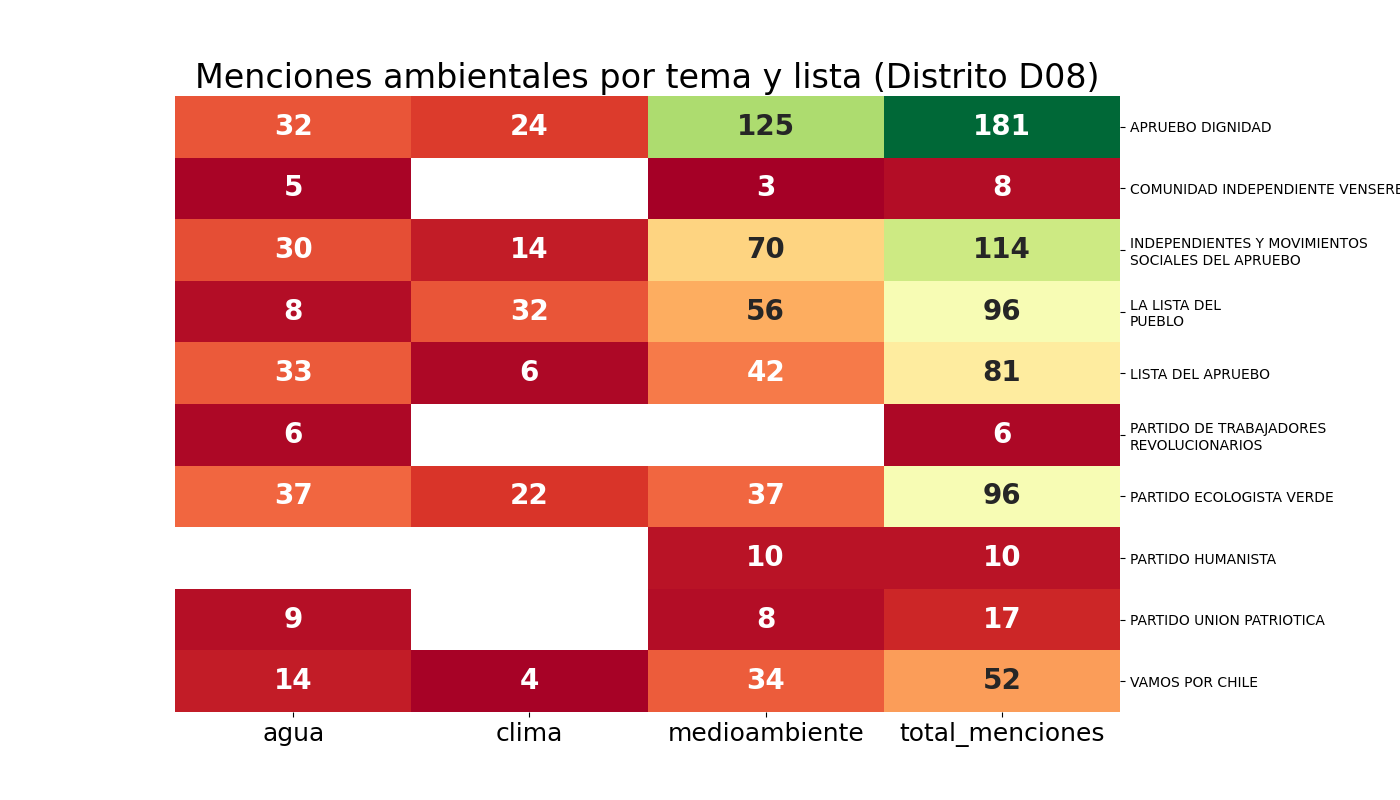 Menciones ambientales por tema y lista (Distrito D08)
32 24 125 181 APRUEBO DIGNIDAD
5 3 8 COMUNIDAD INDEPENDIENTE
30 14 70 114 INDEPENDIENTES Y MOVIMIENTOS
SOCIALES DEL APRUEBO
8 32 56 96 LA LISTA DEL
PUEBLO
33 6 42 81 LISTA DEL APRUEBO
6 6 PARTIDO DE TRABAJADORES
REVOLUCIONARIOS
37 22 37 96 PARTIDO ECOLOGISTA VERDE
10 10 PARTIDO HUMANISTA
9 8 17 PARTIDO UNION PATRIOTICA
14 4 34 52 VAMOS POR CHILE
agua clima medioambiente total_menciones